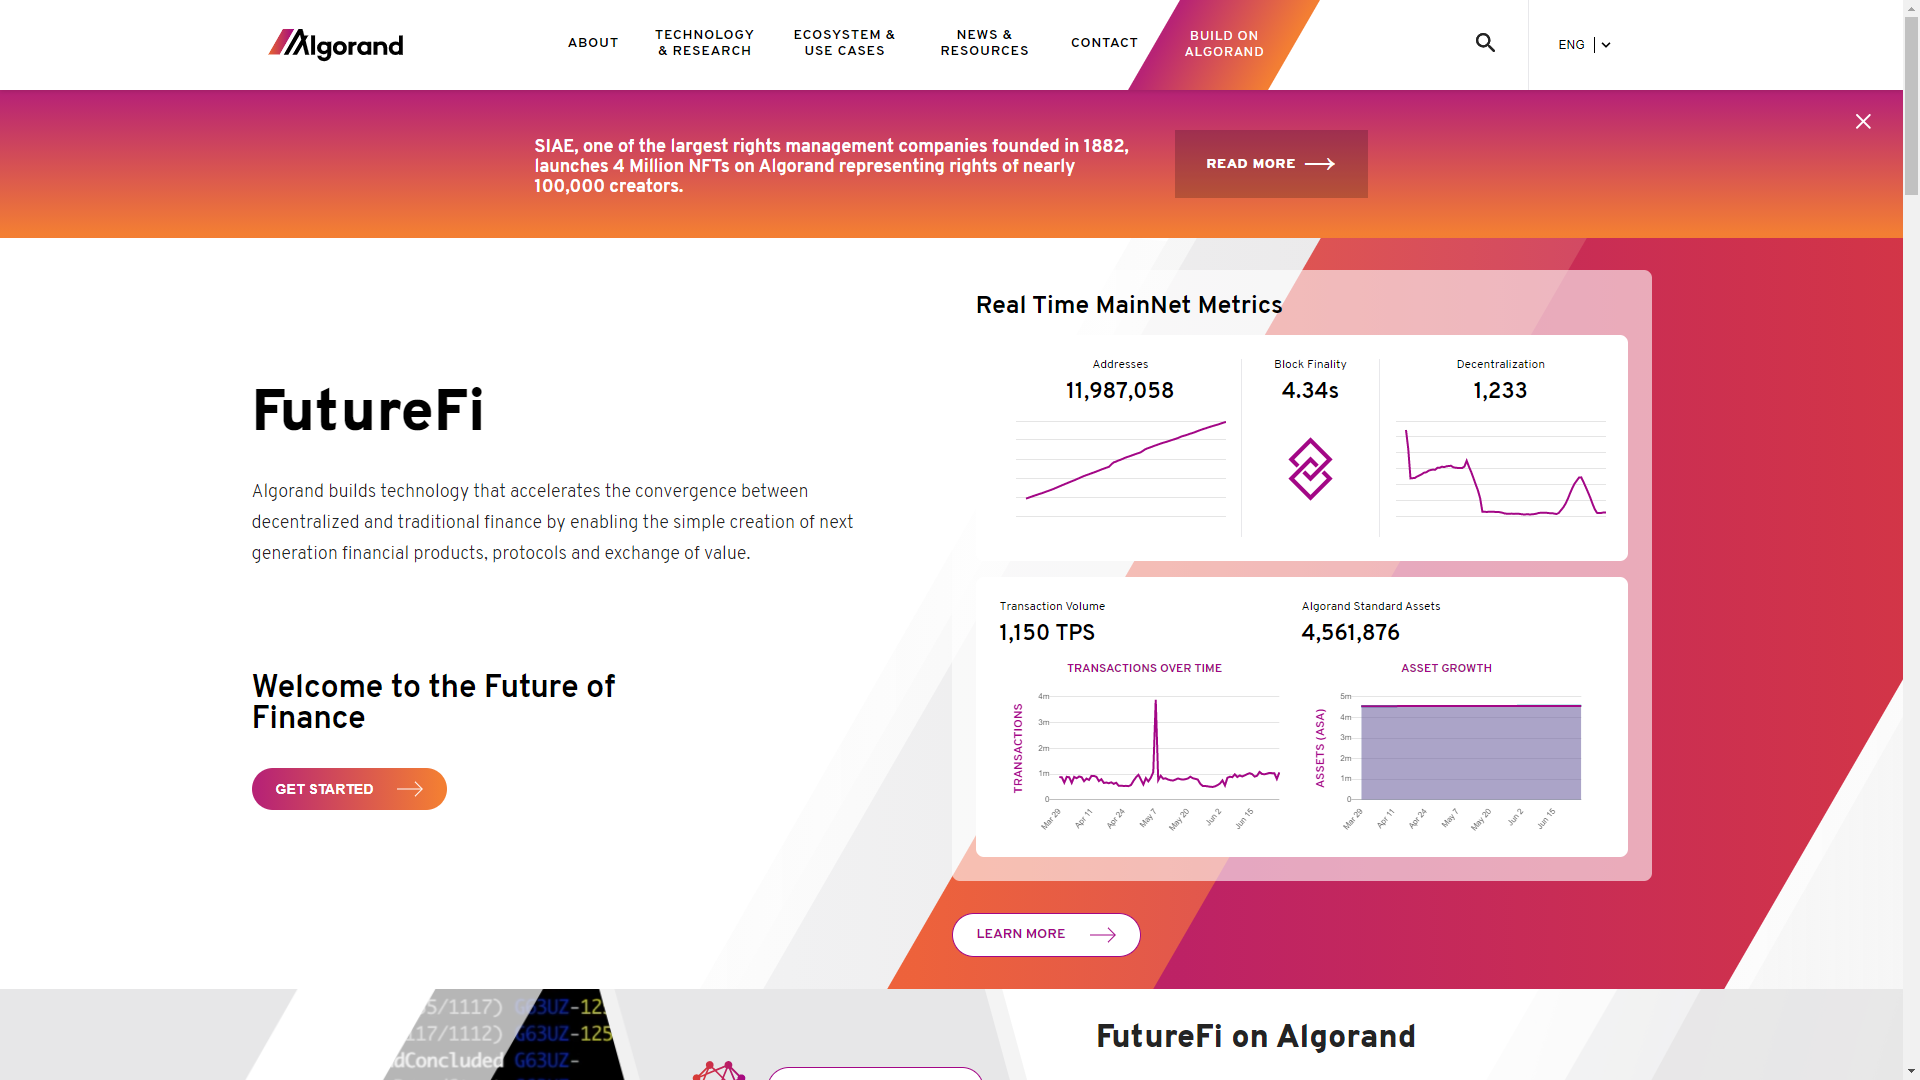 Algorand
ABOUT
TECHNOLOGY
& RESEARCH
ECOSYSTEM &
USE CASES
NEWS &
RESOURCES
CONTACT
BUILD ON
ALGORAND
ENG
SIAE, one of the largest rights management companies founded in 1882,
launches 4 Million NFTs on Algorand representing rights of nearly
100,000 creators.
READ MORE
FutureFi
Algorand builds technology that accelerates the convergence between
decentralized and traditional finance by enabling the simple creation of next
generation financial products, protocols and exchange of value.
Welcome to the Future of
Finance
GET STARTED
Real Time MainNet Metrics
Addresses
11,987,058
Block Finality
4.34s
Decentralization
1,233
Transaction Volume
1,150 TPS
TRANSACTIONS OVER TIME
TRANSACTIONS
4m
3m
2m
1m
0
Mar 29
Apr 11
Apr 24
May 7
May 20
Jun 2
Jun 15
Algorand Standard Assets
4,561,876
ASSET GROWTH
ASSETS (ASA)
5m
4m
3m
2m
1m
0
Mar 29
Apr 11
Apr 24
May 7
May 20
Jun 2
Jun 15
LEARN MORE
5/1117) G63UZ-125
117/1112) G63UZ-125
dConcluded G63UZ-
FutureFi on Algorand